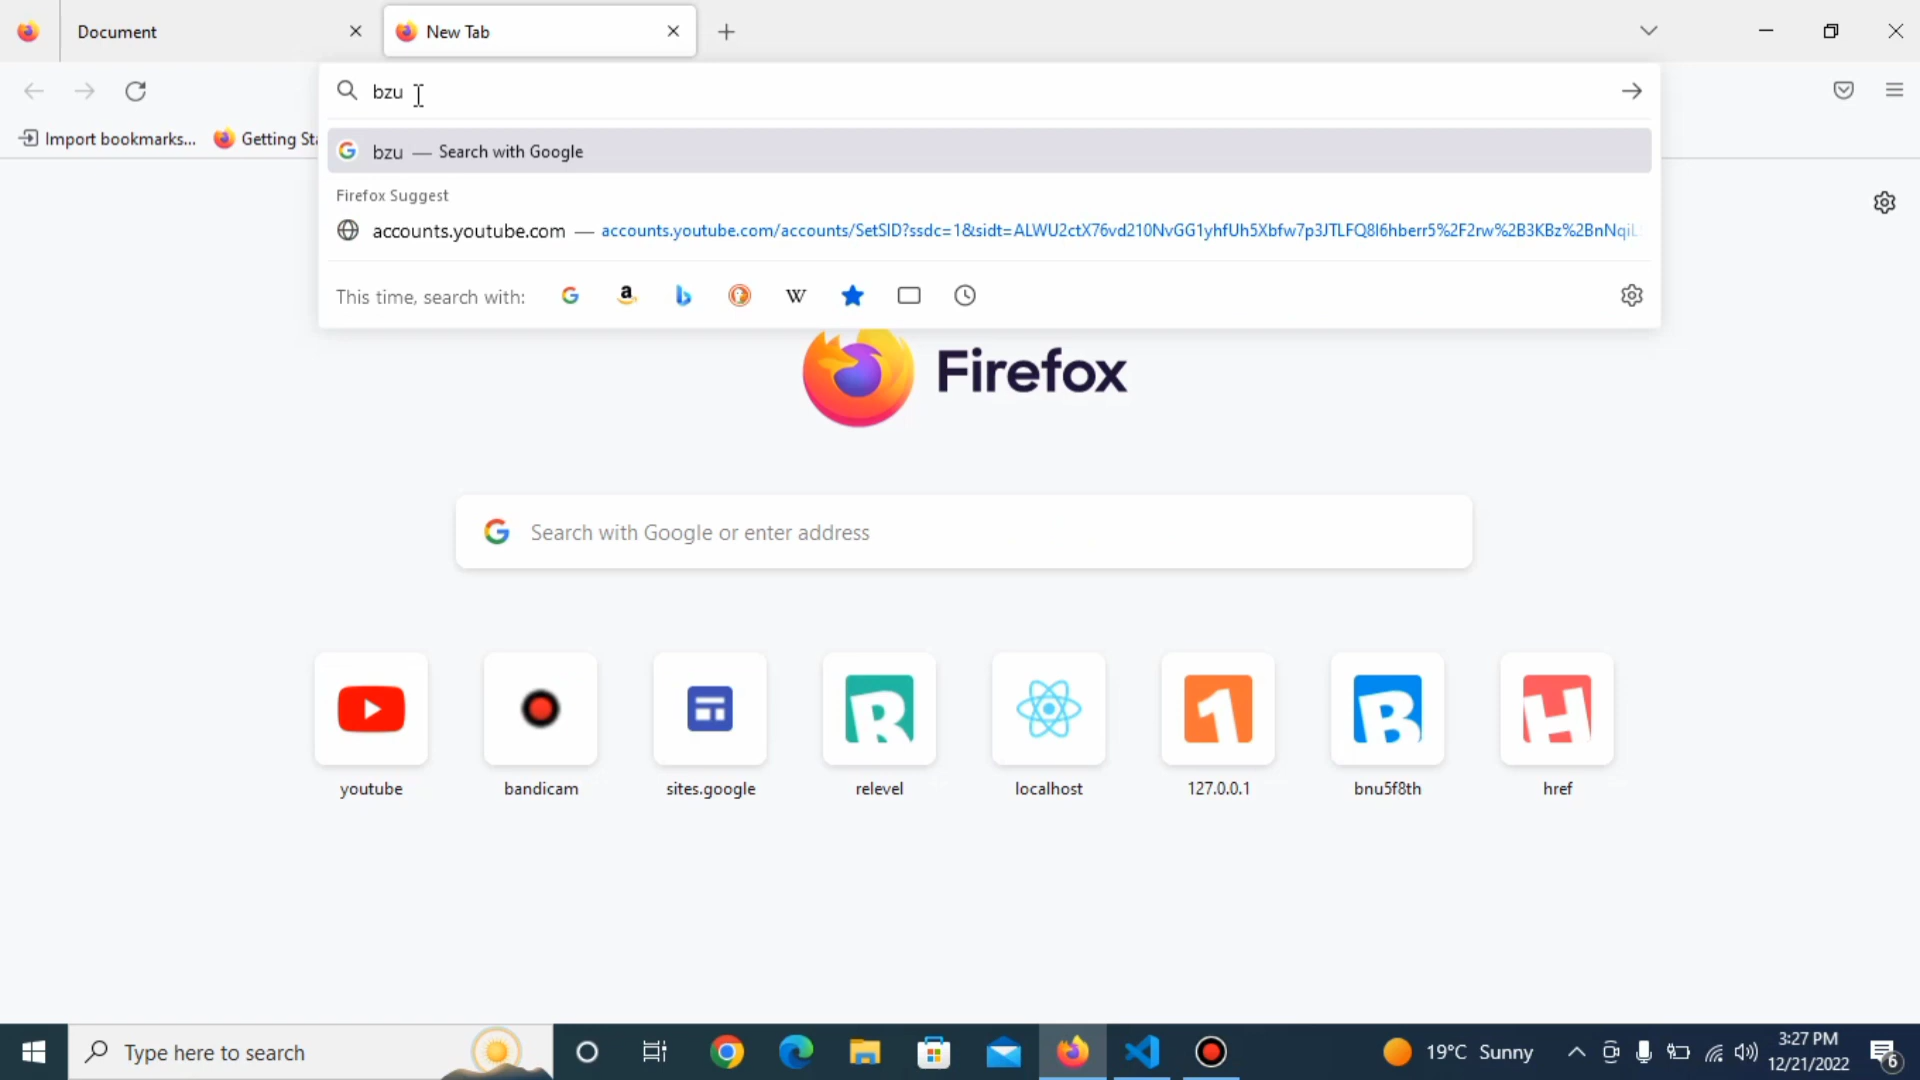 Document
New Tab
bzu
Import bookmarks...
Getting Sta
bzu — Search with Google
Firefox Suggest
accounts.youtube.com — accounts.youtube.com/accounts/SetSID?ssdc=1&sidt=ALWU2ctX76vd210NvGG1yhfUh5Xbfw7p3JTLFQ8I6hberr5%2F2rw%2B3KBz%2BnNqiL
This time, search with:
Firefox
Search with Google or enter address
youtube
bandicam
sites.google
relevel
localhost
127.0.0.1
bnu5f8th
href
Type here to search
19°C Sunny
3:27 PM
12/21/2022
6